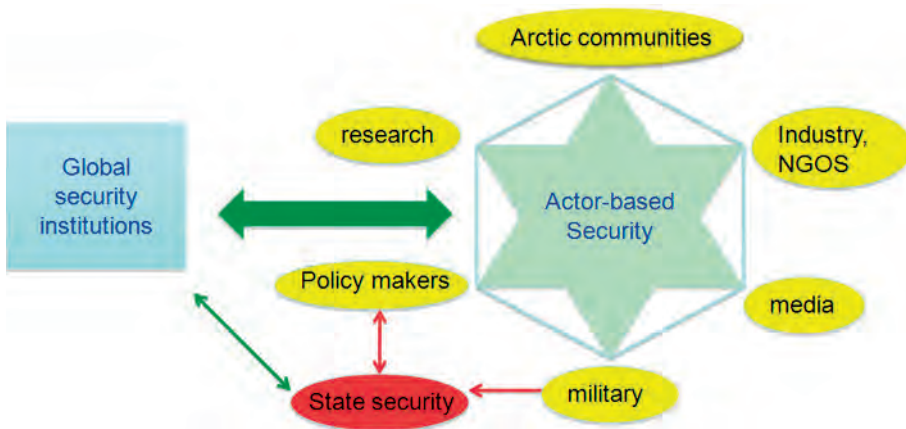 Arctic communities
research
Industry,
NGOS
Global
security
institutions
Actor-based
Security
Policy makers
media
State security
military